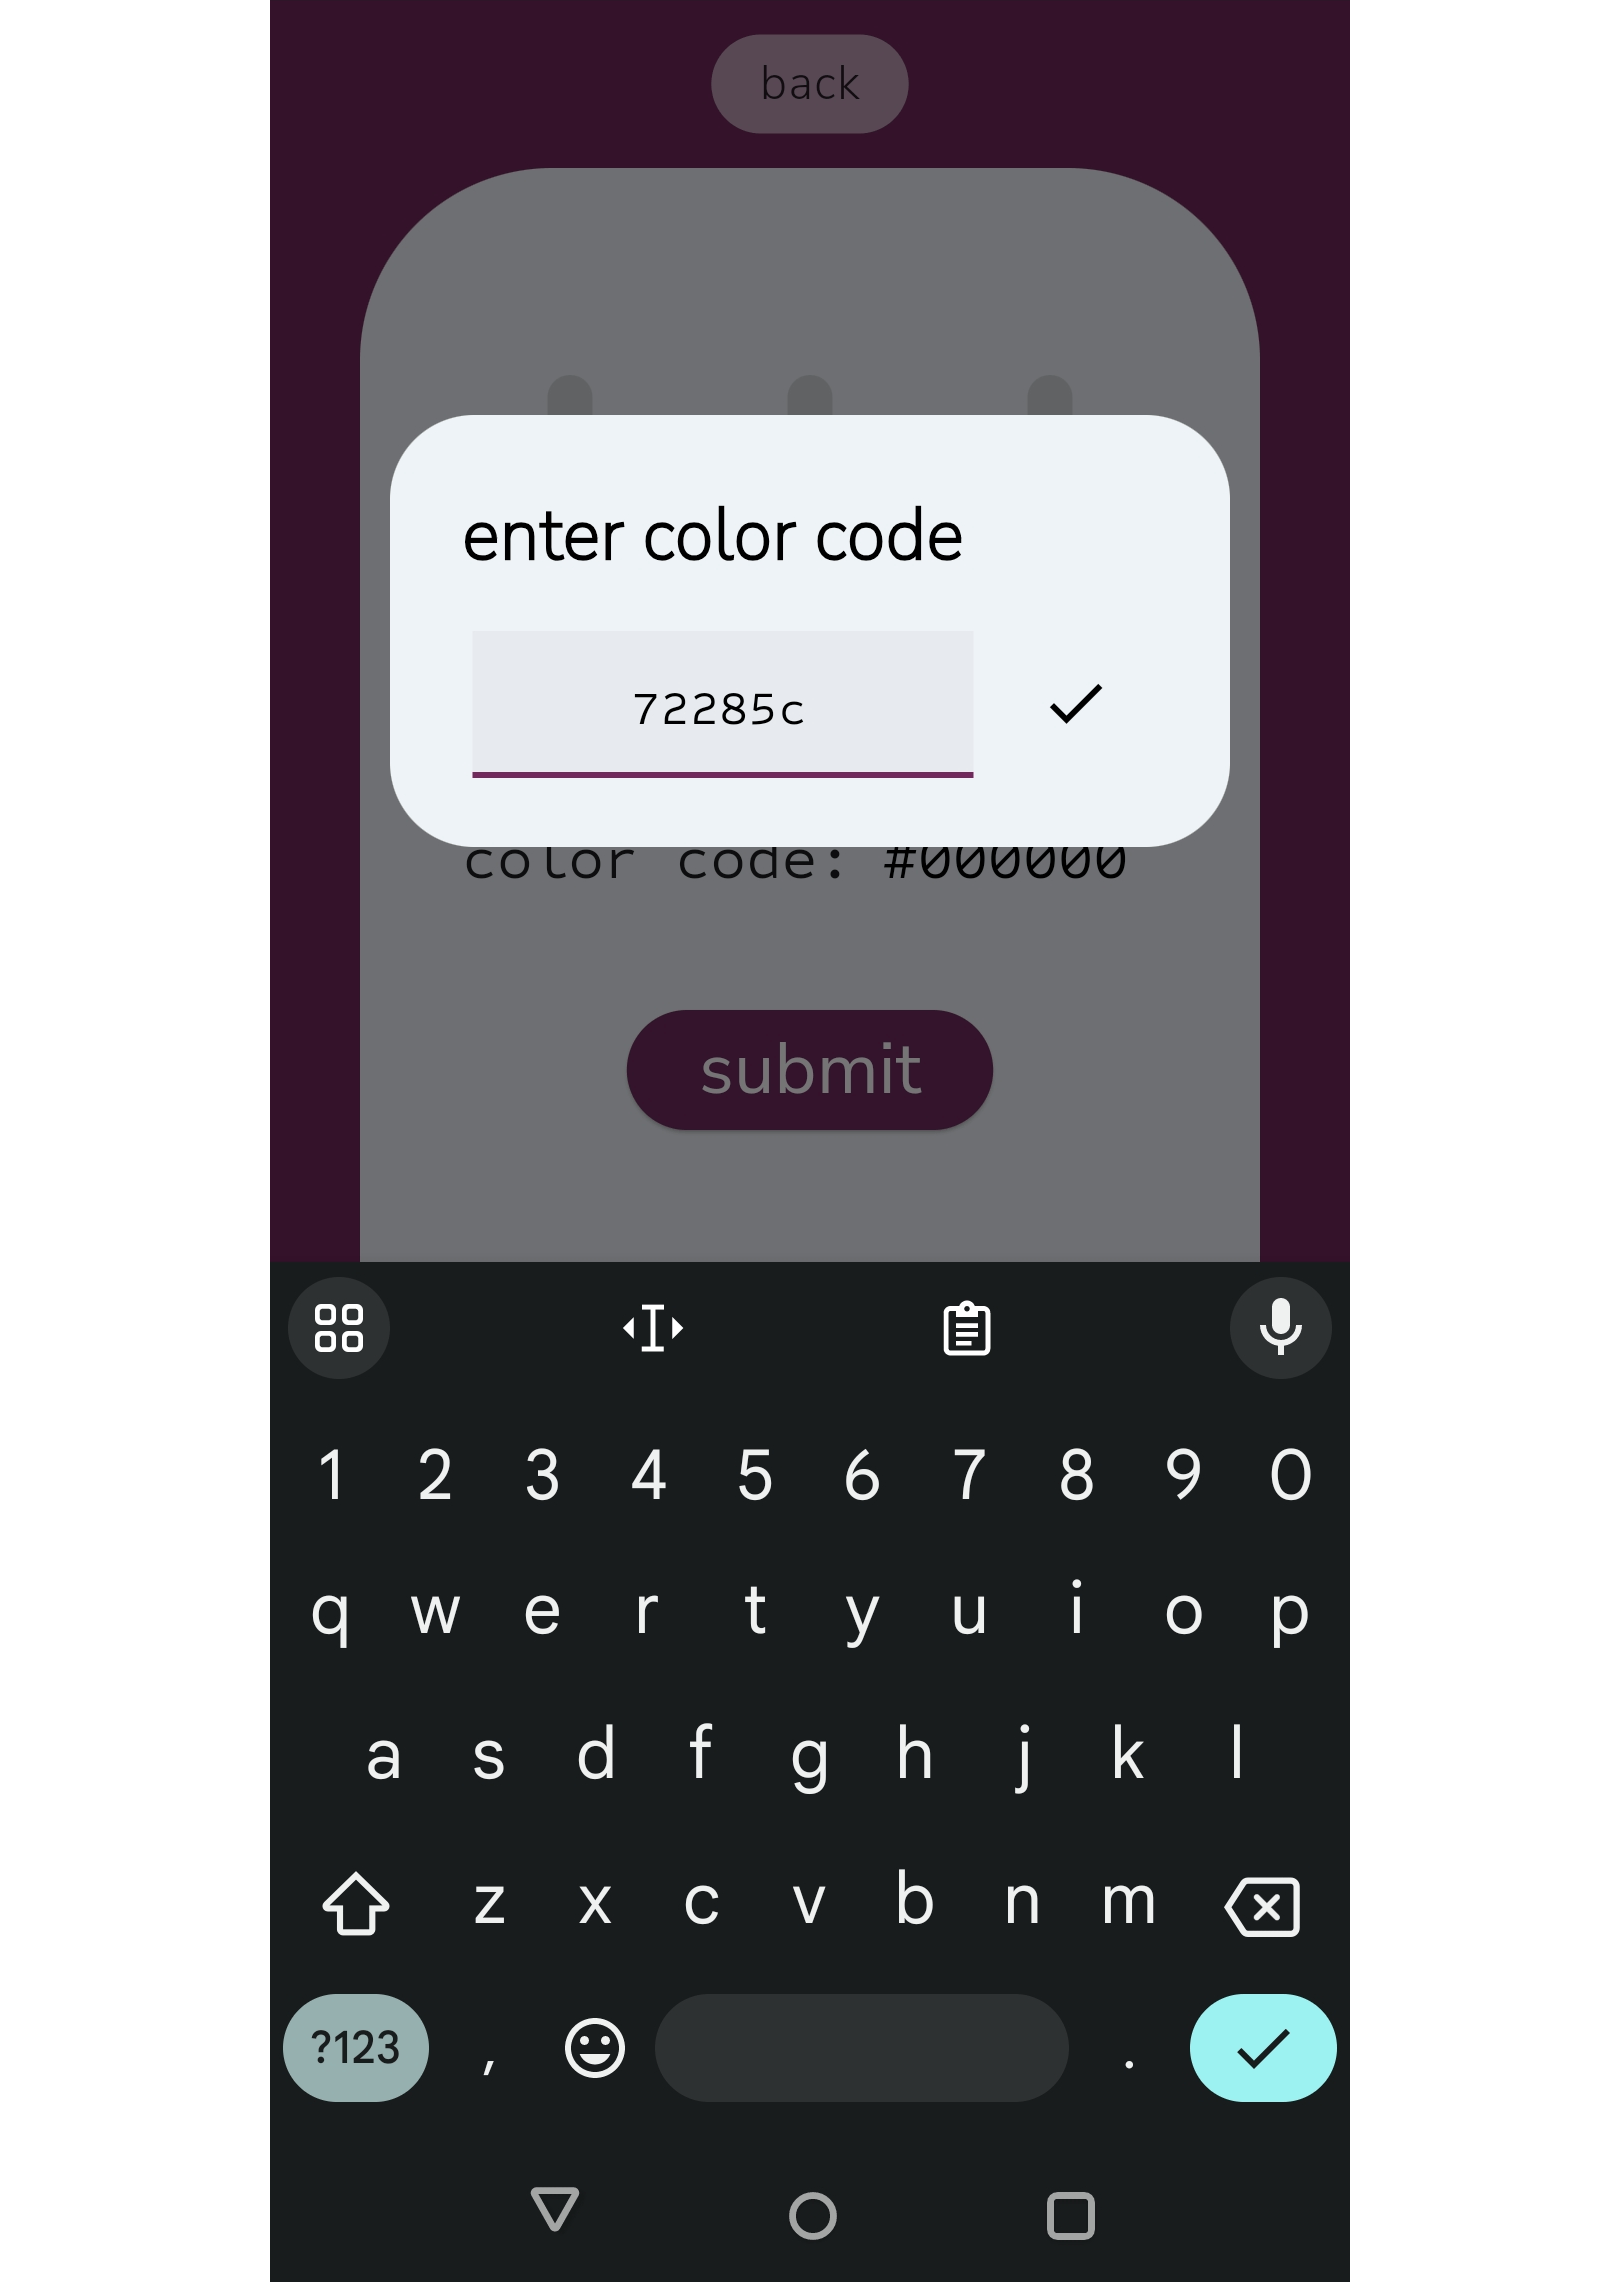 back
enter color code
72285c
color code: #000000
submit
1 2 3 4 5 6 7 8 9 0
q w e r t y u i o p
a s d f g h j k l
z x c v b n m
?123 , .